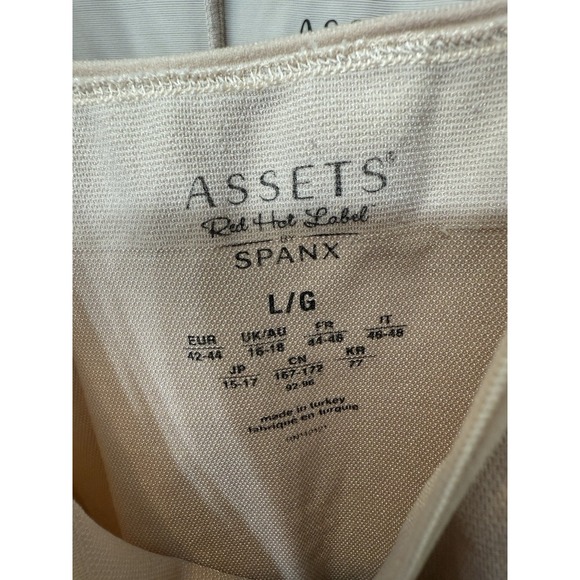 ASSETS®
Red Hot Label
BY
SPANX
L/G
EUR UK/AU FR IT
42-44 16-18 44-46 46-48
JP CN KR
15-17 167-172 77
92-96
made in turkey
fabriqué en turquie